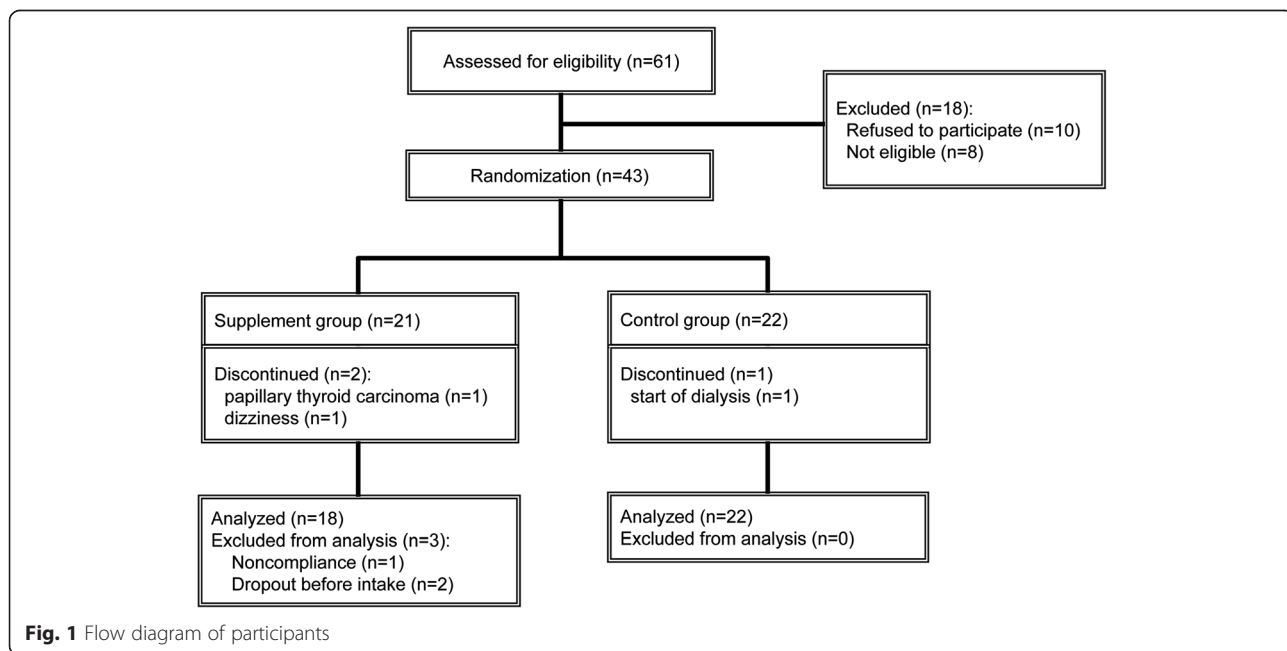 Assessed for eligibility (n=61)
Excluded (n=18):
Refused to participate (n=10)
Not eligible (n=8)
Randomization (n=43)
Supplement group (n=21)
Discontinued (n=2):
papillary thyroid carcinoma (n=1)
dizziness (n=1)
Control group (n=22)
Discontinued (n=1)
start of dialysis (n=1)
Analyzed (n=18)
Excluded from analysis (n=3):
Noncompliance (n=1)
Dropout before intake (n=2)
Analyzed (n=22)
Excluded from analysis (n=0)
Fig. 1 Flow diagram of participants